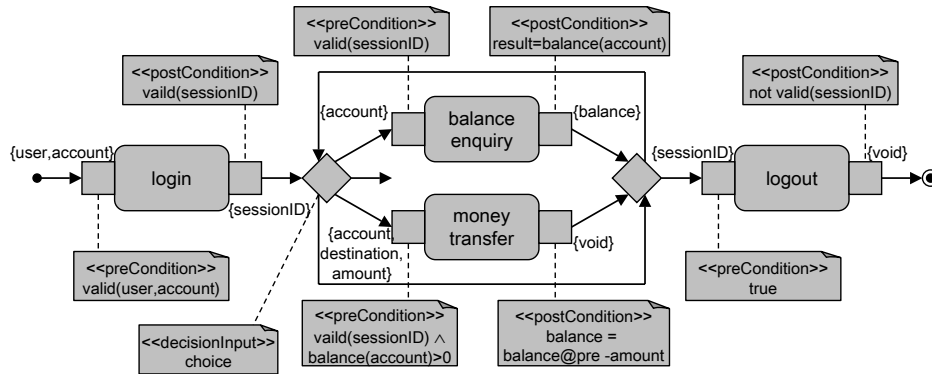 <<preCondition>>
valid(sessionID)
<<postCondition>>
result=balance(account)
<<postCondition>>
vaild(sessionID)
<<postCondition>>
not valid(sessionID)
{account}
balance
enquiry
{balance}
{user,account}
login
{sessionID}
{sessionID}
logout
{void}
{account,
destination,
amount}
money
transfer
{void}
<<preCondition>>
valid(user,account)
<<preCondition>>
true
<<decisionInput>>
choice
<<preCondition>>
vaild(sessionID) ∧
balance(account)>0
<<postCondition>>
balance =
balance@pre -amount